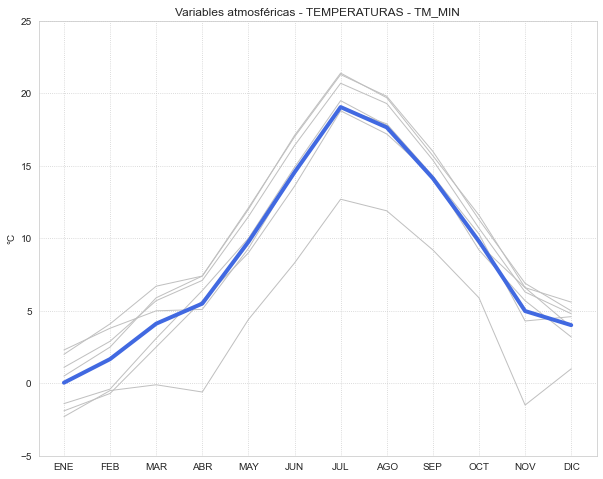 Variables atmosféricas - TEMPERATURAS - TM_MIN
25
20
15
10
5
0
−5
°C
ENE FEB MAR ABR MAY JUN JUL AGO SEP OCT NOV DIC